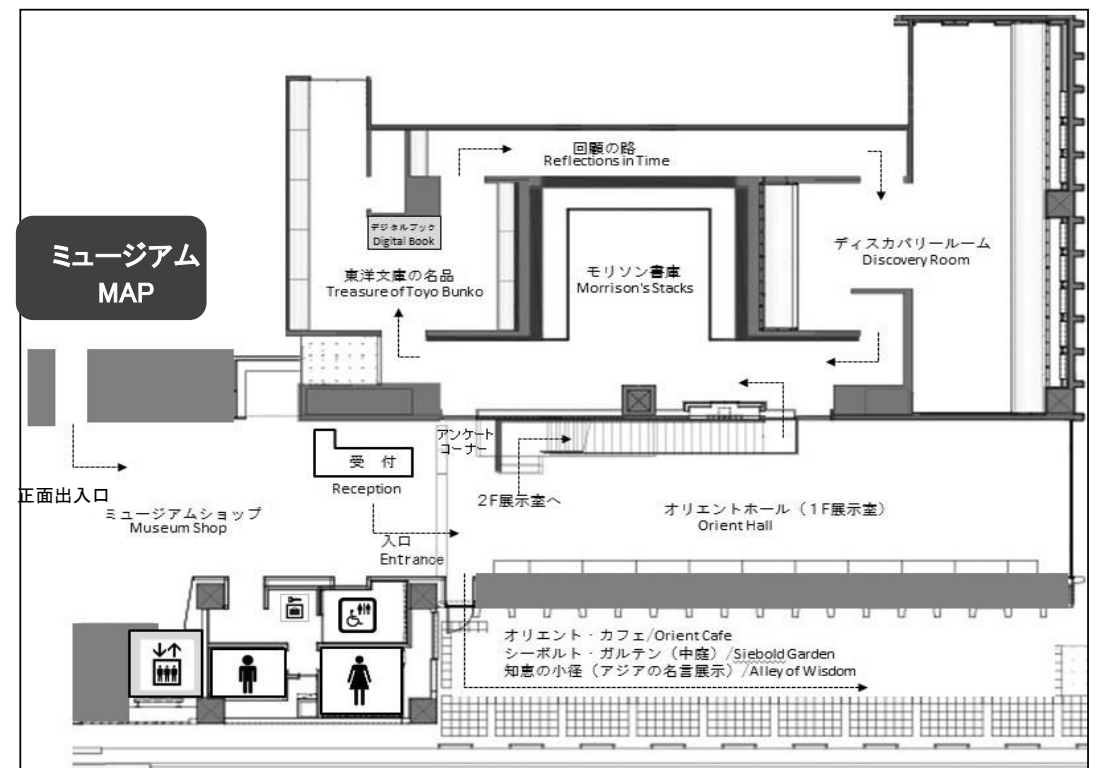 回顧の路
Reflections in Time
デジタルブック
Digital Book
ミュージアム
MAP
ディスカバリールーム
Discovery Room
東洋文庫の名品
Treasure of Toyo Bunko
モリソン書庫
Morrison's Stacks
アンケート
コーナー
受 付
Reception
正面出入口
ミュージアムショップ
Museum Shop
2F展示室へ
オリエントホール（1F展示室）
Orient Hall
入口
Entrance
オリエント・カフェ/Orient Cafe
シーボルト・ガルテン（中庭）/Siebold Garden
知恵の小径（アジアの名言展示）/Alley of Wisdom